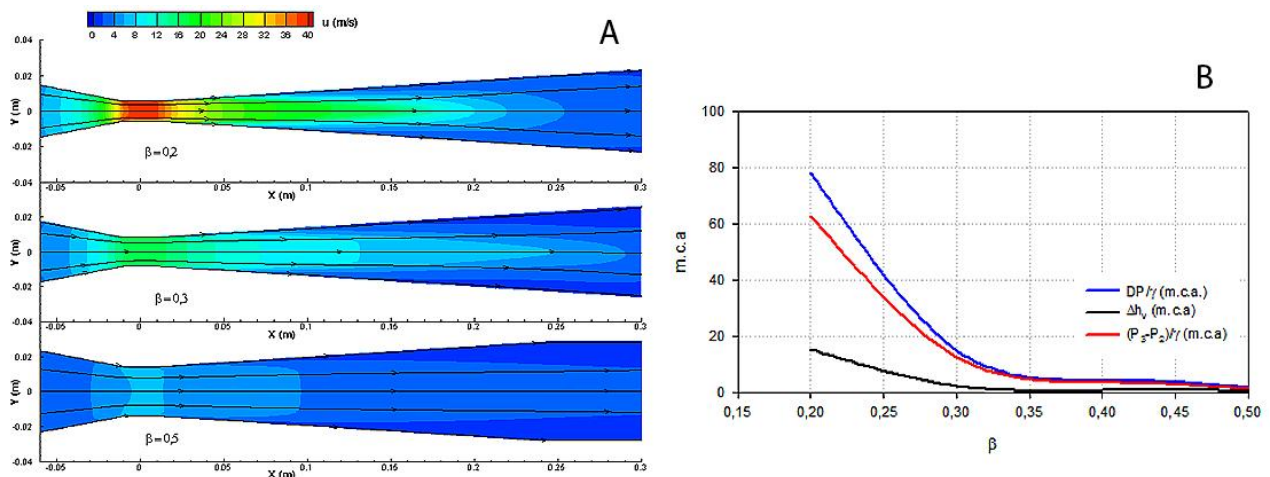 u (m/s)
0 4 8 12 16 20 24 28 32 36 40
A
0.04
0.02
0
-0.02
-0.04
Y (m)
β=0,2
-0.05 0 0.05 0.1 0.15 0.2 0.25 0.3
X (m)
0.02
0
-0.02
-0.04
Y (m)
β=0,3
-0.05 0 0.05 0.1 0.15 0.2 0.25 0.3
X (m)
0.02
0
-0.02
-0.04
Y (m)
β=0,5
-0.05 0 0.05 0.1 0.15 0.2 0.25 0.3
X (m)
B
100
80
60
40
20
0
m.c.a
DP/γ (m.c.a.)
Δhᵥ (m.c.a)
(P₃-P₂)/γ (m.c.a)
0,15 0,20 0,25 0,30 0,35 0,40 0,45 0,50
β